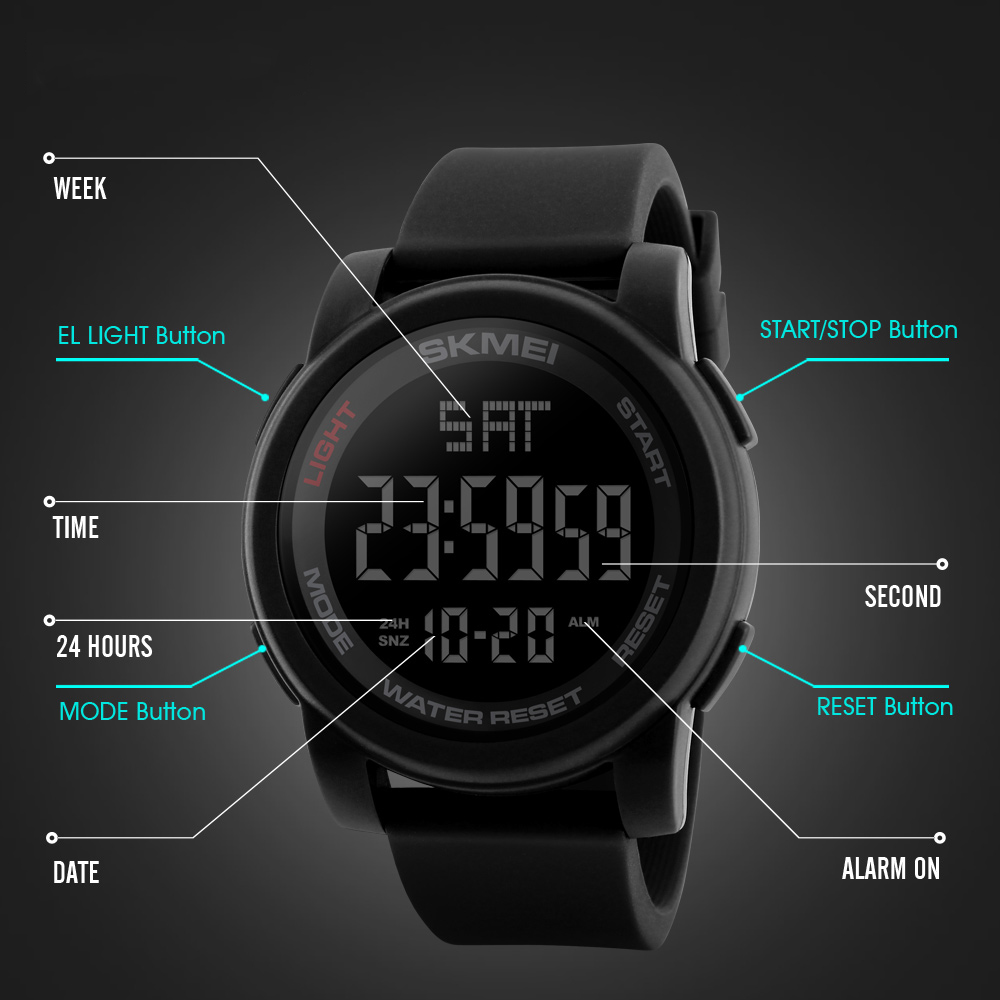 WEEK
EL LIGHT Button
START/STOP Button
SKMEI
LIGHT
SAT
START
TIME
23:59 59
SECOND
MODE
24H
SNZ
10-20
ALM
RESET
24 HOURS
MODE Button
RESET Button
WATER RESET
DATE
ALARM ON